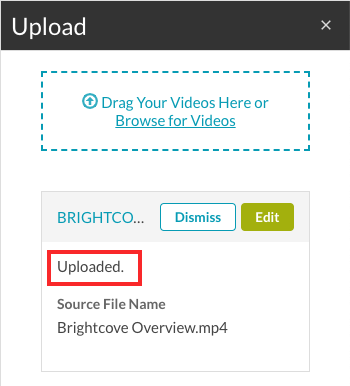 Upload
Drag Your Videos Here or
Browse for Videos
BRIGHTCO... Dismiss Edit
Uploaded.
Source File Name
Brightcove Overview.mp4